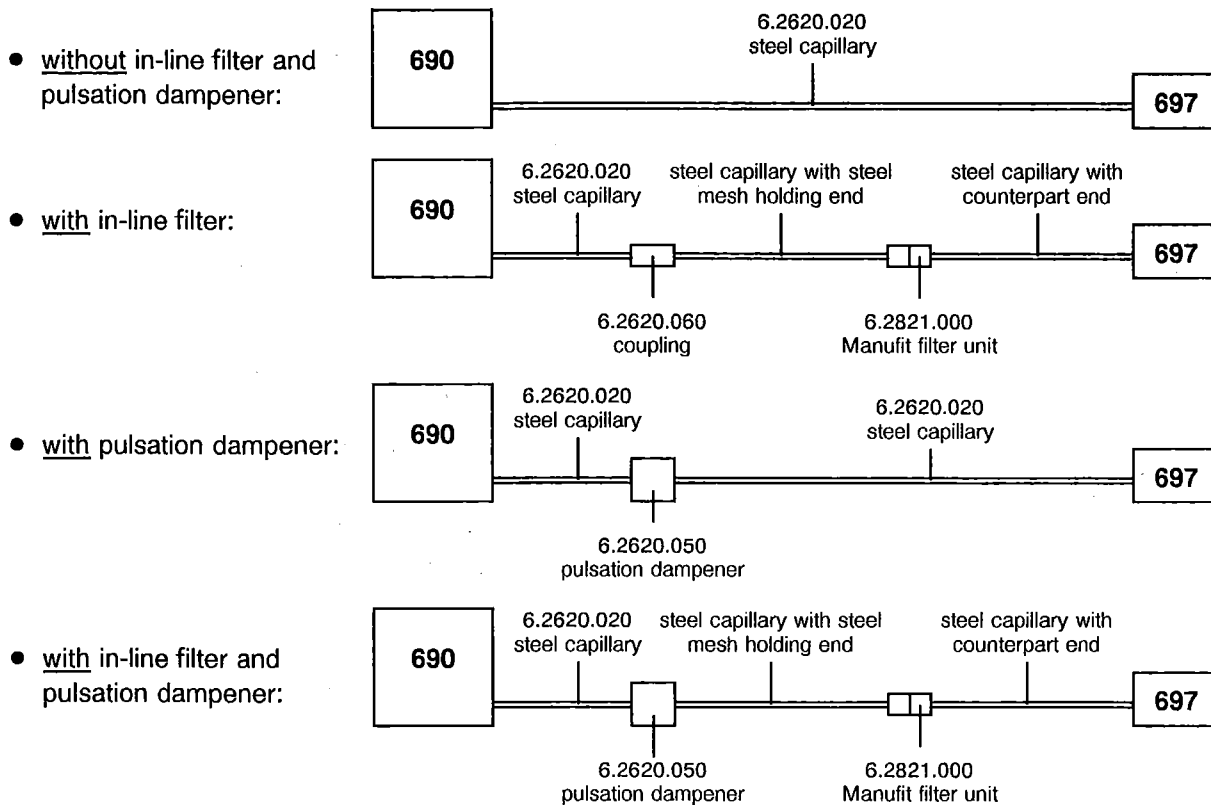 • without in-line filter and
pulsation dampener:
690
6.2620.020
steel capillary
697
• with in-line filter:
690
6.2620.020
steel capillary
steel capillary with steel
mesh holding end
steel capillary with
counterpart end
697
6.2620.060
coupling
6.2821.000
Manufit filter unit
• with pulsation dampener:
690
6.2620.020
steel capillary
6.2620.020
steel capillary
697
6.2620.050
pulsation dampener
• with in-line filter and
pulsation dampener:
690
6.2620.020
steel capillary
steel capillary with steel
mesh holding end
steel capillary with
counterpart end
697
6.2620.050
pulsation dampener
6.2821.000
Manufit filter unit